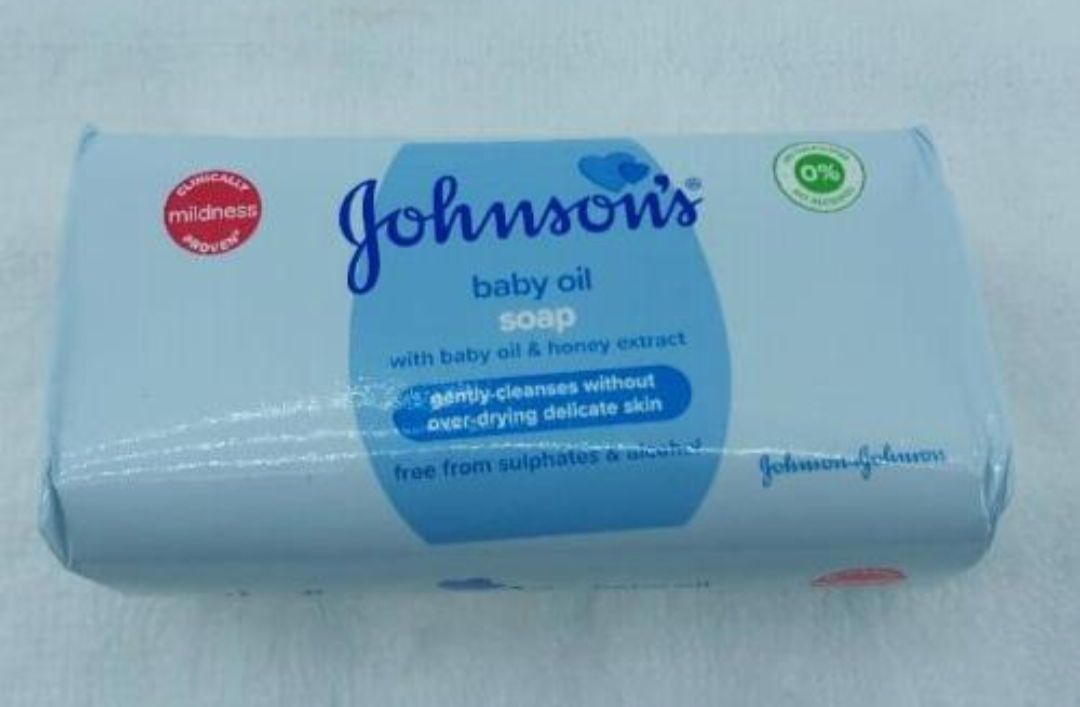 CLINICALLY
mildness
PROVEN*
Johnson's®
0%
baby oil
soap
with baby oil & honey extract
gently cleanses without
over-drying delicate skin
free from sulphates & alcohol
Johnson & Johnson